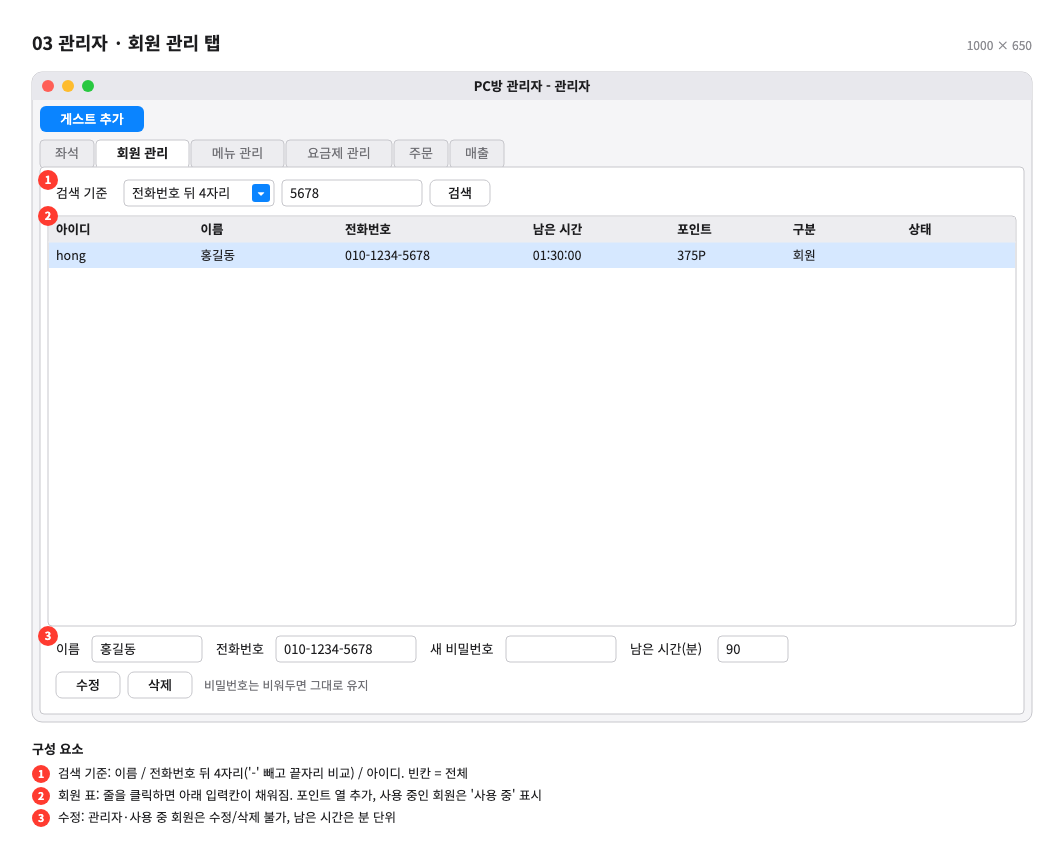 03 관리자 · 회원 관리 탭
1000 × 650
PC방 관리자 - 관리자
게스트 추가
좌석 회원 관리 메뉴 관리 요금제 관리 주문 매출
1 검색 기준 전화번호 뒤 4자리 5678 검색
2 아이디 이름 전화번호 남은 시간 포인트 구분 상태
hong 홍길동 010-1234-5678 01:30:00 375P 회원
3 이름 홍길동 전화번호 010-1234-5678 새 비밀번호 남은 시간(분) 90
수정 삭제 비밀번호는 비워두면 그대로 유지
구성 요소
1 검색 기준: 이름 / 전화번호 뒤 4자리('-' 빼고 끝자리 비교) / 아이디. 빈칸 = 전체
2 회원 표: 줄을 클릭하면 아래 입력칸이 채워짐. 포인트 열 추가, 사용 중인 회원은 '사용 중' 표시
3 수정: 관리자·사용 중 회원은 수정/삭제 불가, 남은 시간은 분 단위